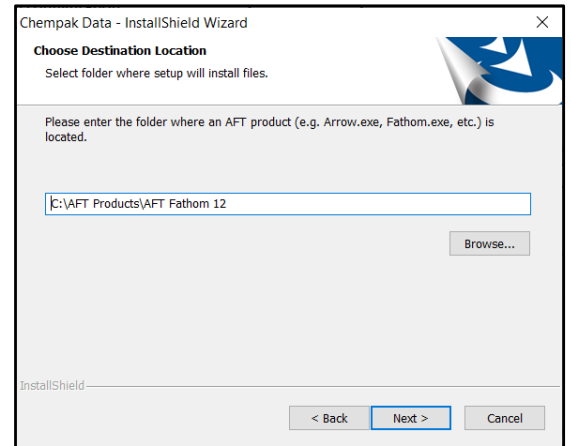 Chempak Data - InstallShield Wizard
Choose Destination Location
Select folder where setup will install files.
Please enter the folder where an AFT product (e.g. Arrow.exe, Fathom.exe, etc.) is
located.
C:\AFT Products\AFT Fathom 12
Browse...
InstallShield
< Back Next > Cancel